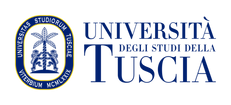 UNIVERSITAS STUDIORUM TUSCIAE
VITERBIUM MCMLXXIX
UNIVERSITÀ
DEGLI STUDI DELLA
TUSCIA